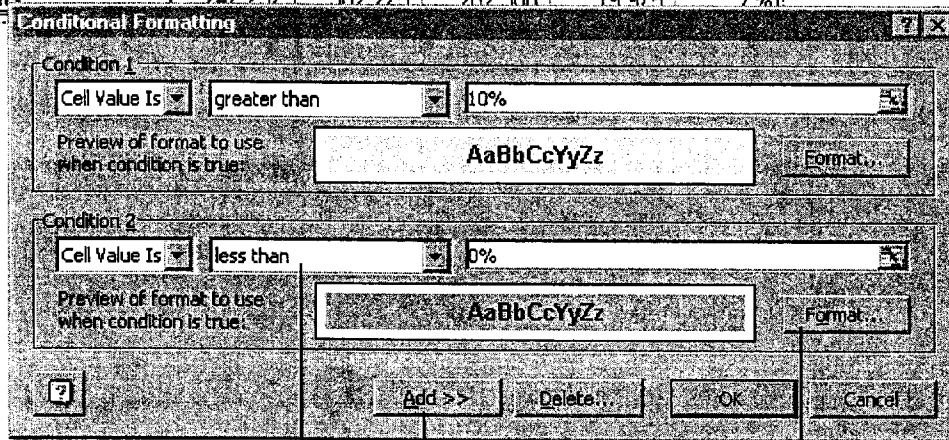 Conditional Formatting
Condition 1
Cell Value Is greater than 10%
Preview of format to use
when condition is true:
AaBbCcYyZz
Format...
Condition 2
Cell Value Is less than 0%
Preview of format to use
when condition is true:
AaBbCcYyZz
Format...
Add >> Delete... OK Cancel